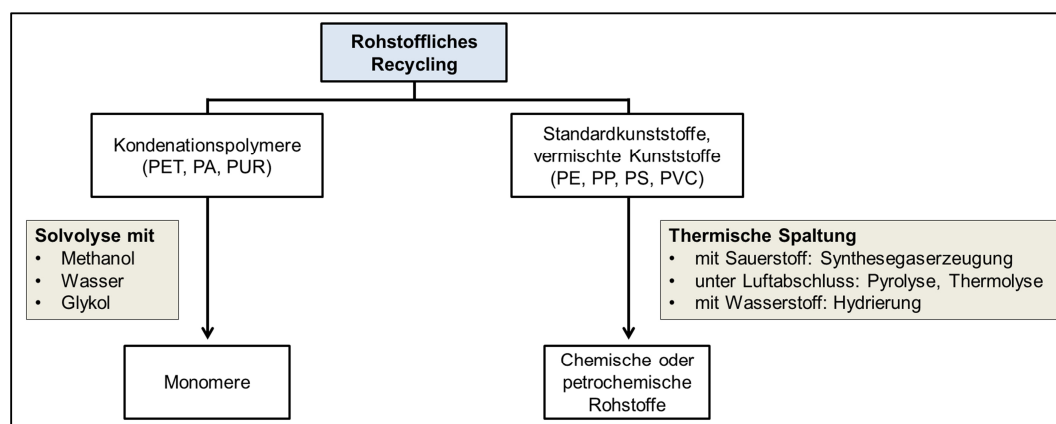 Rohstoffliches
Recycling
Kondenationspolymere
(PET, PA, PUR)
Standardkunststoffe,
vermischte Kunststoffe
(PE, PP, PS, PVC)
Solvolyse mit
• Methanol
• Wasser
• Glykol
Thermische Spaltung
• mit Sauerstoff: Synthesegaserzeugung
• unter Luftabschluss: Pyrolyse, Thermolyse
• mit Wasserstoff: Hydrierung
Monomere
Chemische oder
petrochemische
Rohstoffe